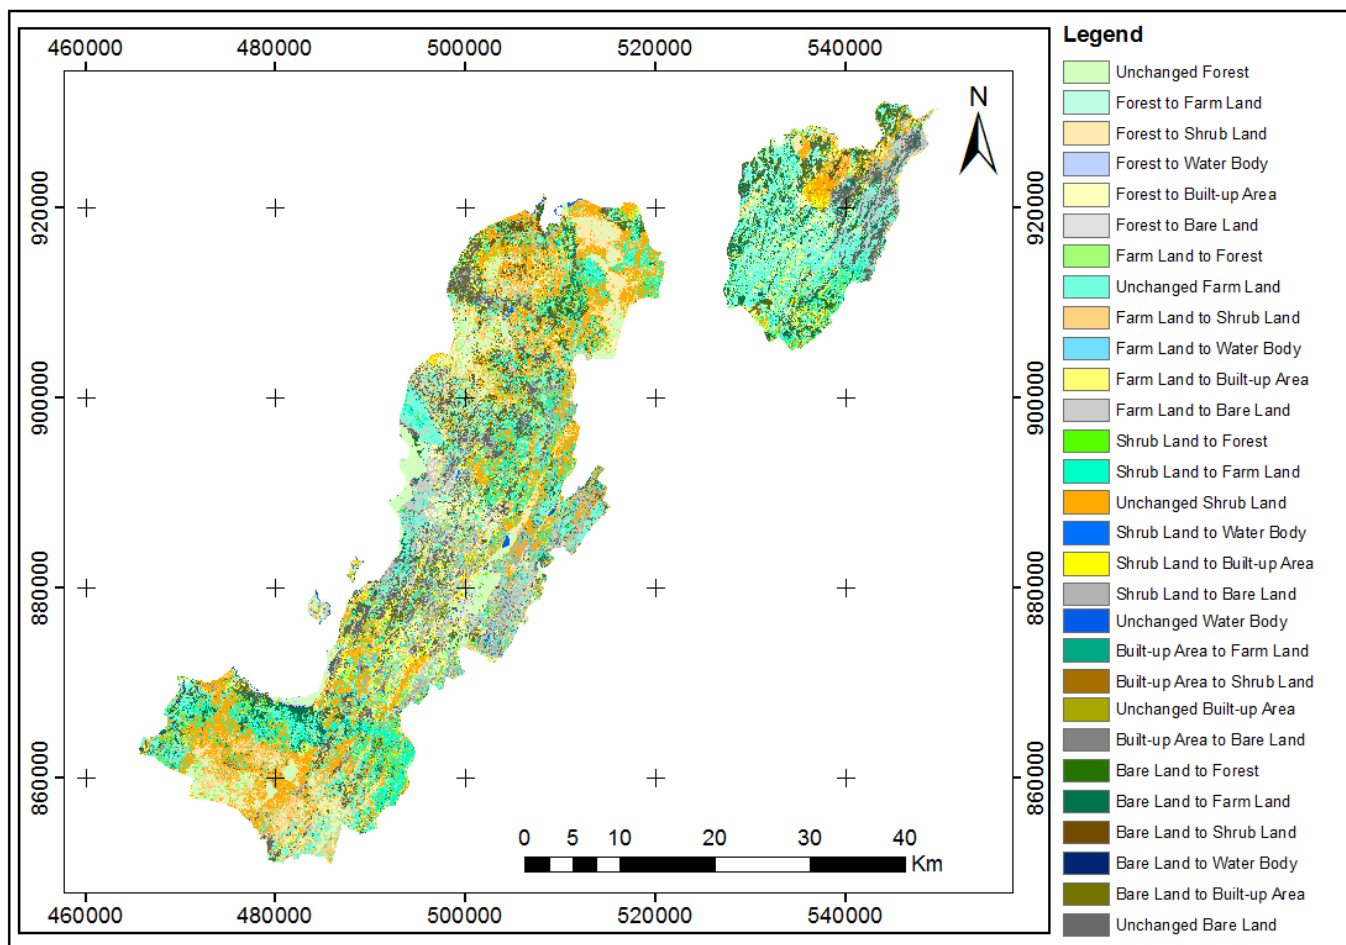 460000 480000 500000 520000 540000
Legend
Unchanged Forest
Forest to Farm Land
Forest to Shrub Land
Forest to Water Body
Forest to Built-up Area
Forest to Bare Land
Farm Land to Forest
Unchanged Farm Land
Farm Land to Shrub Land
Farm Land to Water Body
Farm Land to Built-up Area
Farm Land to Bare Land
Shrub Land to Forest
Shrub Land to Farm Land
Unchanged Shrub Land
Shrub Land to Water Body
Shrub Land to Built-up Area
Shrub Land to Bare Land
Unchanged Water Body
Built-up Area to Farm Land
Built-up Area to Shrub Land
Unchanged Built-up Area
Built-up Area to Bare Land
Bare Land to Forest
Bare Land to Farm Land
Bare Land to Shrub Land
Bare Land to Water Body
Bare Land to Built-up Area
Unchanged Bare Land
N
920000 920000
900000 900000
880000 880000
860000 860000
0 5 10 20 30 40
Km
460000 480000 500000 520000 540000